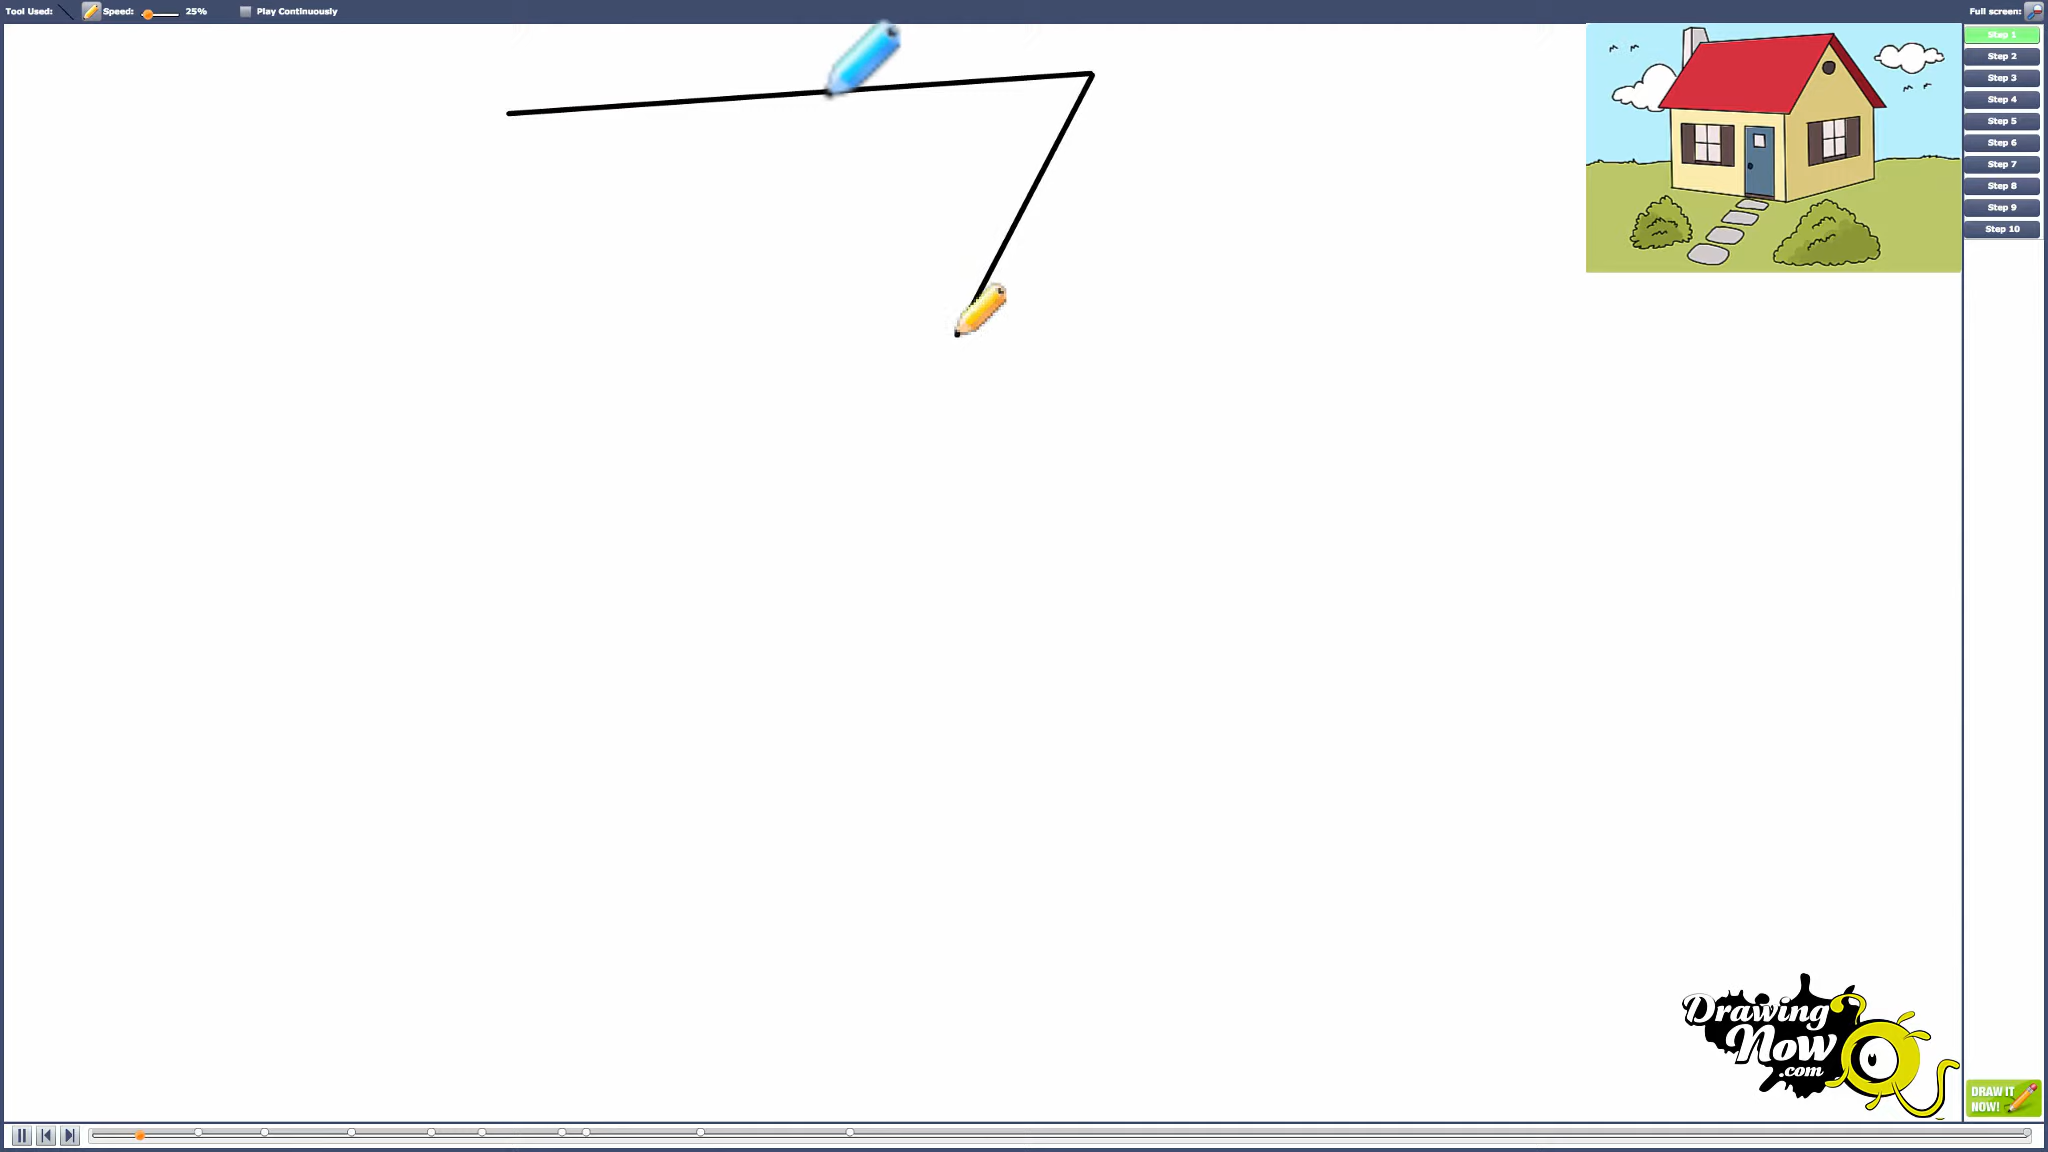 Tool Used: Speed: 25% Play Continuously Full screen:
Step 1
Step 2
Step 3
Step 4
Step 5
Step 6
Step 7
Step 8
Step 9
Step 10
Drawing
Now
.com
DRAW IT
NOW!